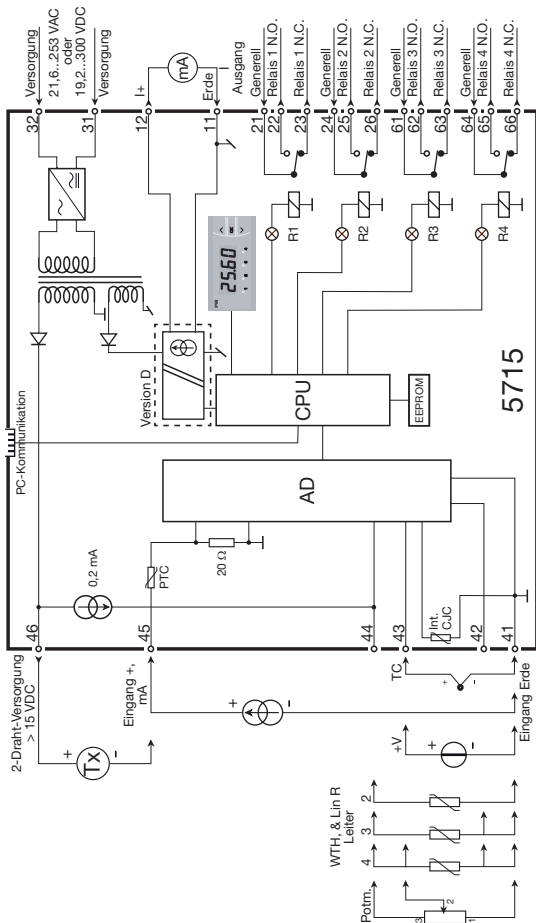 Versorgung
21,6...253 VAC
oder
19,2...300 VDC
Versorgung
32
31
I+
mA
I
Erde
Ausgang
12
11
Generell
Relais 1 N.O.
Relais 1 N.C.
21
22
23
Generell
Relais 2 N.O.
Relais 2 N.C.
24
25
26
Generell
Relais 3 N.O.
Relais 3 N.C.
61
62
63
Generell
Relais 4 N.O.
Relais 4 N.C.
64
65
66
R1
R2
R3
R4
25.60
OK
Version D
CPU
EEPROM
5715
PC-Kommunikation
AD
0,2 mA
PTC
20 Ω
Int.
CJC
46
45
44
43
42
41
2-Draht-Versorgung
> 15 VDC
+
Tx
-
Eingang +,
mA
+
-
TC
+
-
Eingang Erde
+V
+
-
WTH, & Lin R
Leiter
2
3
4
Potm.
3
2
1